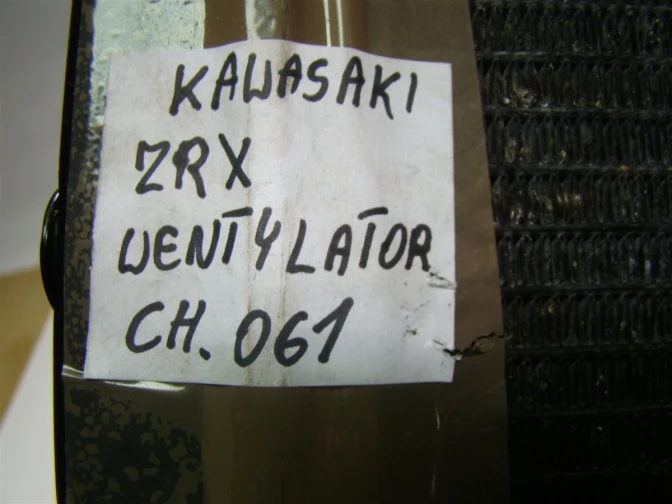 KAWASAKI
ZRX
WENTYLATOR
CH. 061